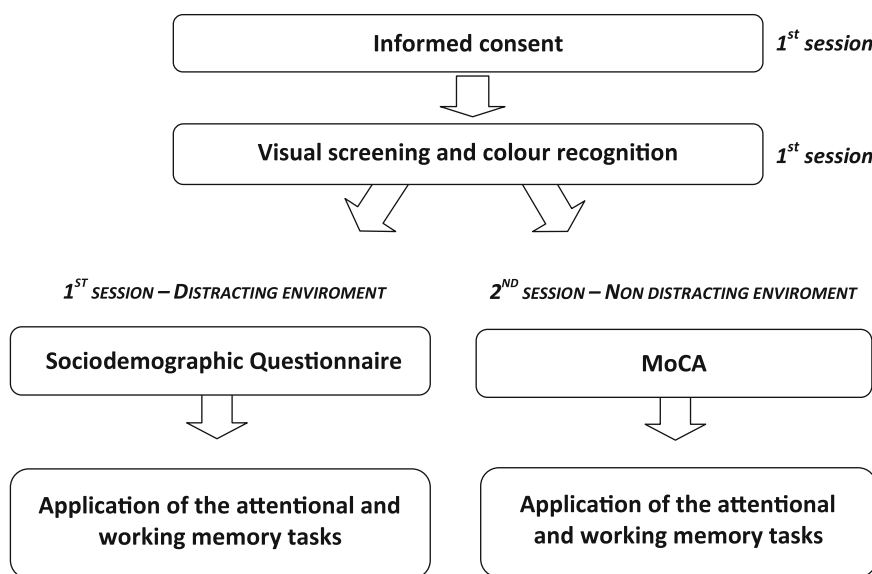 Informed consent 1st session
Visual screening and colour recognition 1st session
1ST SESSION – DISTRACTING ENVIROMENT
2ND SESSION – NON DISTRACTING ENVIROMENT
Sociodemographic Questionnaire
MoCA
Application of the attentional and
working memory tasks
Application of the attentional
and working memory tasks